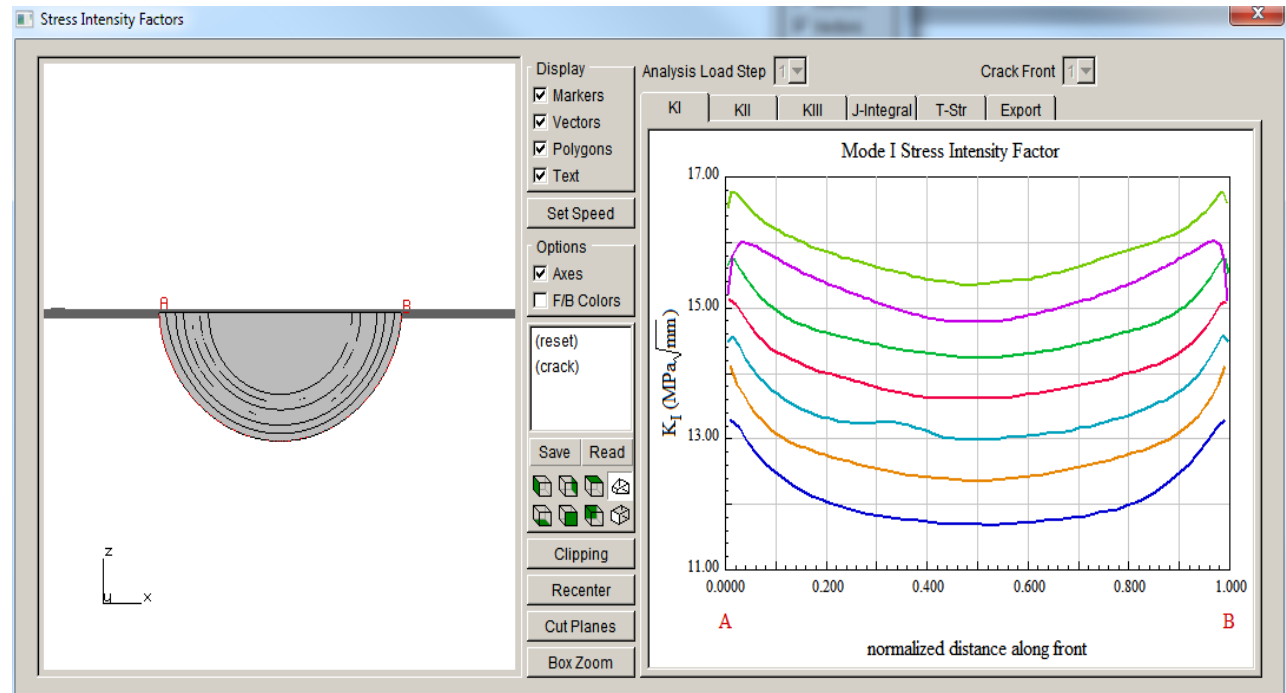 Stress Intensity Factors
X
A
B
z
y
x
Display
Markers
Vectors
Polygons
Text
Set Speed
Options
Axes
F/B Colors
(reset)
(crack)
Save
Read
Clipping
Recenter
Cut Planes
Box Zoom
Analysis Load Step 1
Crack Front 1
KI
KII
KIII
J-Integral
T-Str
Export
Mode I Stress Intensity Factor
17.00
15.00
13.00
11.00
K_I (MPa√mm)
0.0000
0.200
0.400
0.600
0.800
1.000
A
B
normalized distance along front